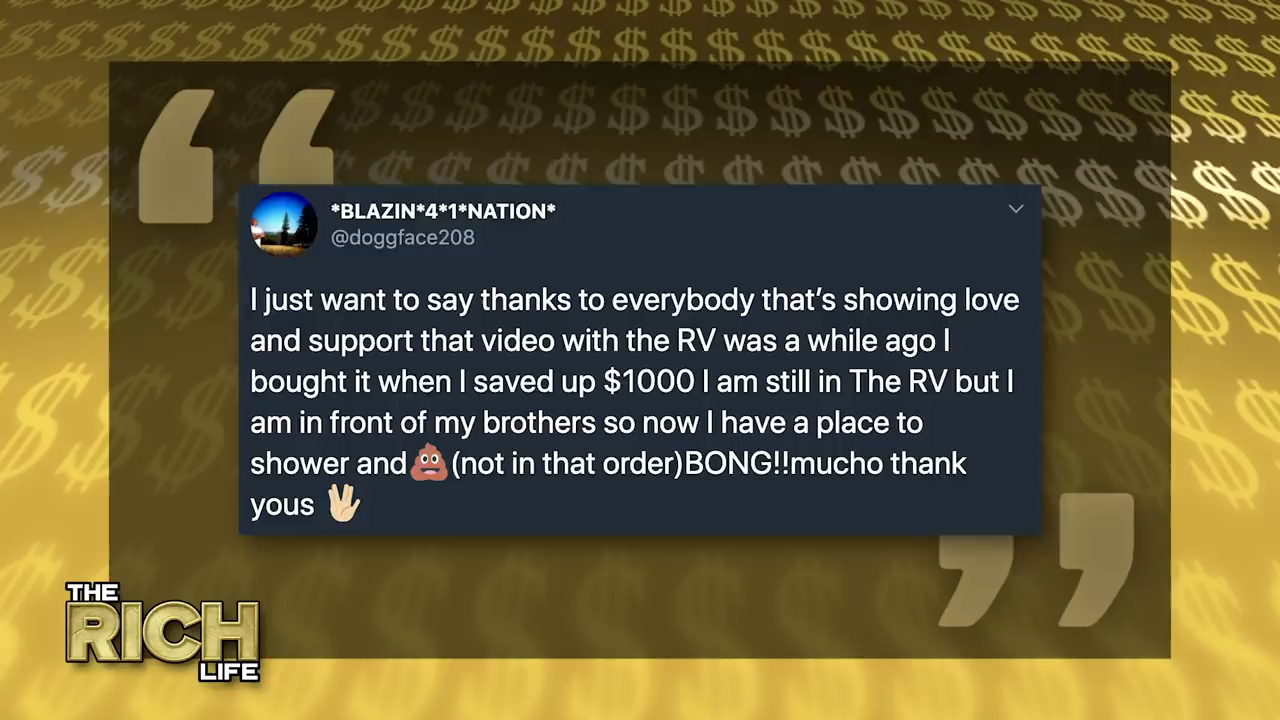 *BLAZIN*4*1*NATION*
@doggface208
I just want to say thanks to everybody that’s showing love
and support that video with the RV was a while ago I
bought it when I saved up $1000 I am still in The RV but I
am in front of my brothers so now I have a place to
shower and💩(not in that order)BONG!!mucho thank
yous 🖖🏼
THE
RICH
LIFE